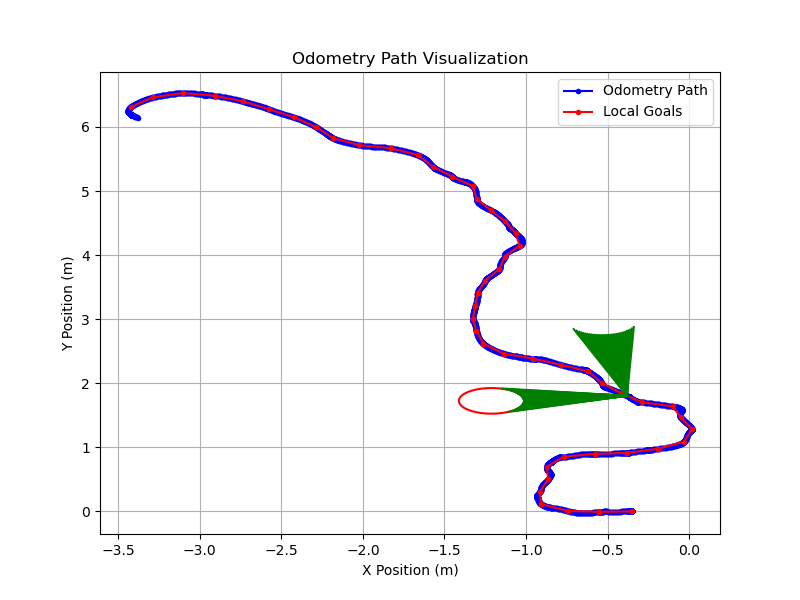 Odometry Path Visualization
Odometry Path
Local Goals
Y Position (m)
6
5
4
3
2
1
0
−3.5 −3.0 −2.5 −2.0 −1.5 −1.0 −0.5 0.0
X Position (m)